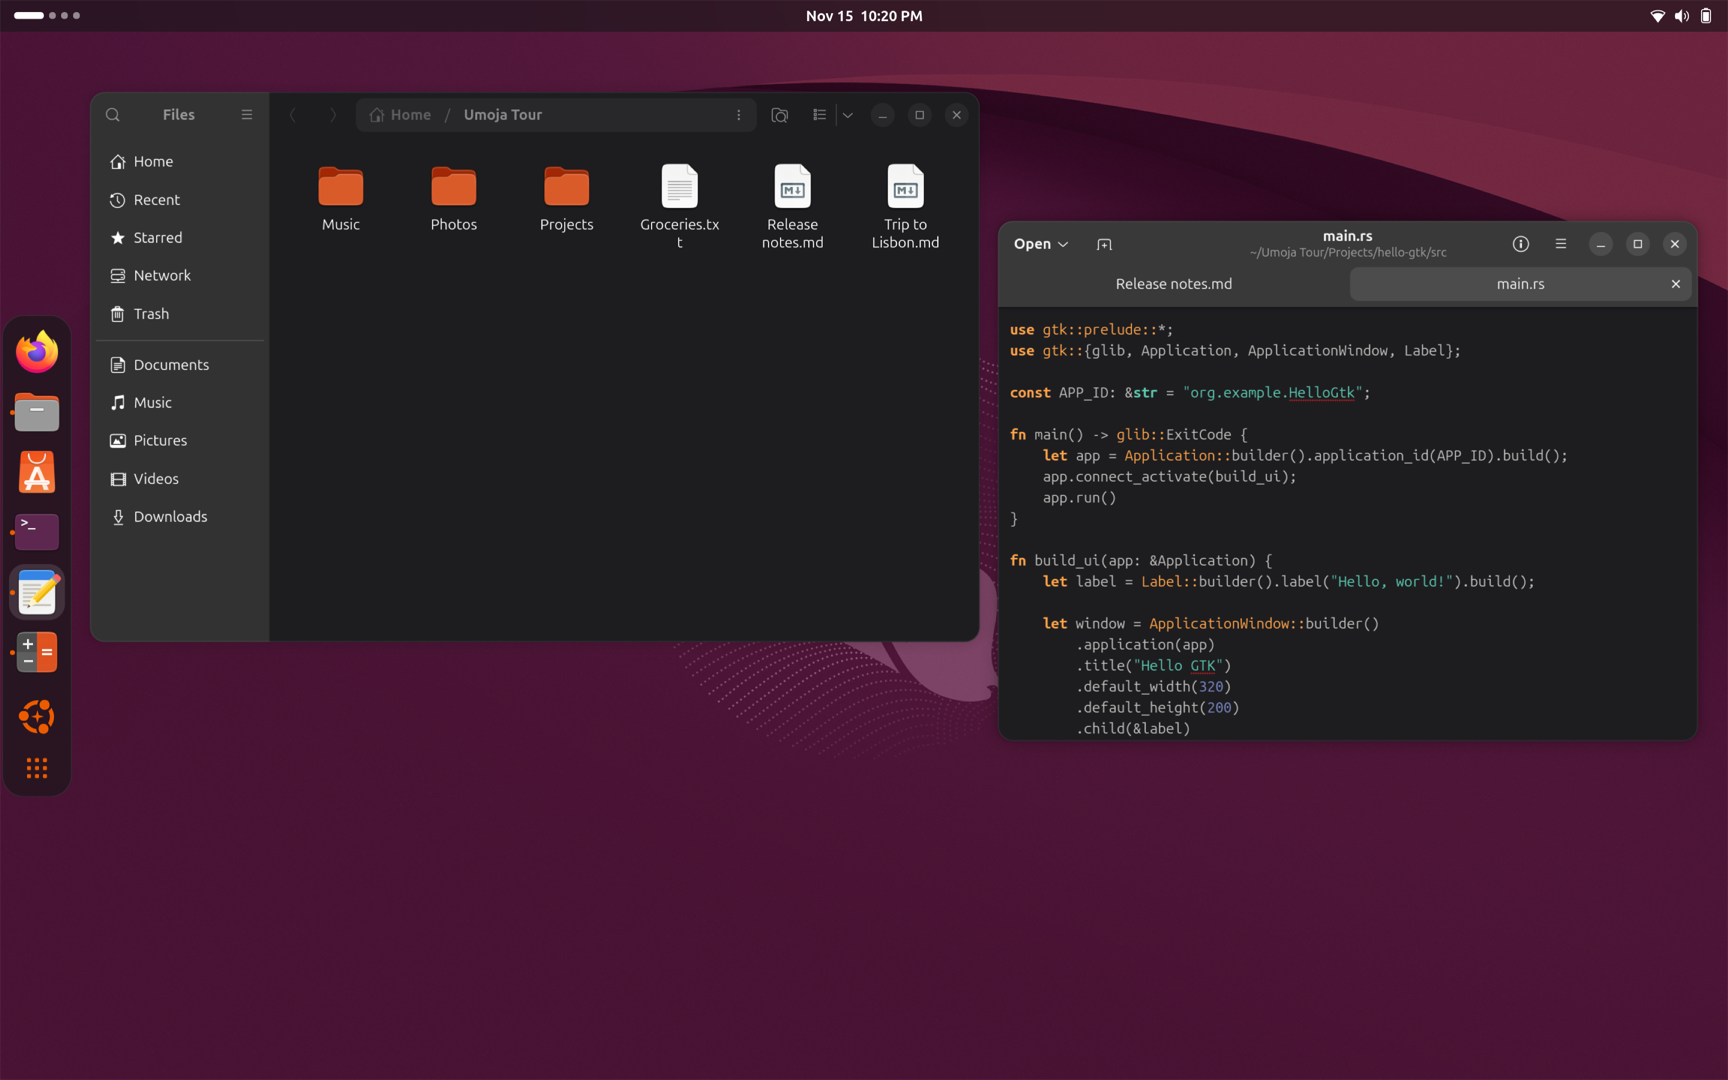 Nov 15  10:20 PM
Files
Home / Umoja Tour
Home
Recent
Starred
Network
Trash
Documents
Music
Pictures
Videos
Downloads
Music
Photos
Projects
Groceries.tx
t
Release
notes.md
Trip to
Lisbon.md
Open
main.rs
~/Umoja Tour/Projects/hello-gtk/src
Release notes.md
main.rs
use gtk::prelude::*;
use gtk::{glib, Application, ApplicationWindow, Label};
const APP_ID: &str = "org.example.HelloGtk";
fn main() -> glib::ExitCode {
    let app = Application::builder().application_id(APP_ID).build();
    app.connect_activate(build_ui);
    app.run()
}
fn build_ui(app: &Application) {
    let label = Label::builder().label("Hello, world!").build();
    let window = ApplicationWindow::builder()
        .application(app)
        .title("Hello GTK")
        .default_width(320)
        .default_height(200)
        .child(&label)